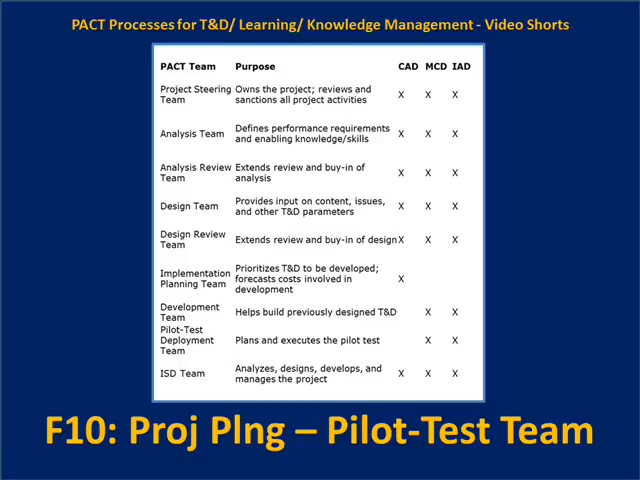 PACT Processes for T&D/ Learning/ Knowledge Management - Video Shorts
PACT Team Purpose CAD MCD IAD
Project Steering Team Owns the project; reviews and sanctions all project activities X X X
Analysis Team Defines performance requirements and enabling knowledge/skills X X X
Analysis Review Team Extends review and buy-in of analysis X X X
Design Team Provides input on content, issues, and other T&D parameters X X X
Design Review Team Extends review and buy-in of design X X X
Implementation Planning Team Prioritizes T&D to be developed; forecasts costs involved in development X
Development Team Helps build previously designed T&D X X
Pilot-Test Deployment Team Plans and executes the pilot test X X
ISD Team Analyzes, designs, develops, and manages the project X X X
F10: Proj Plng – Pilot-Test Team